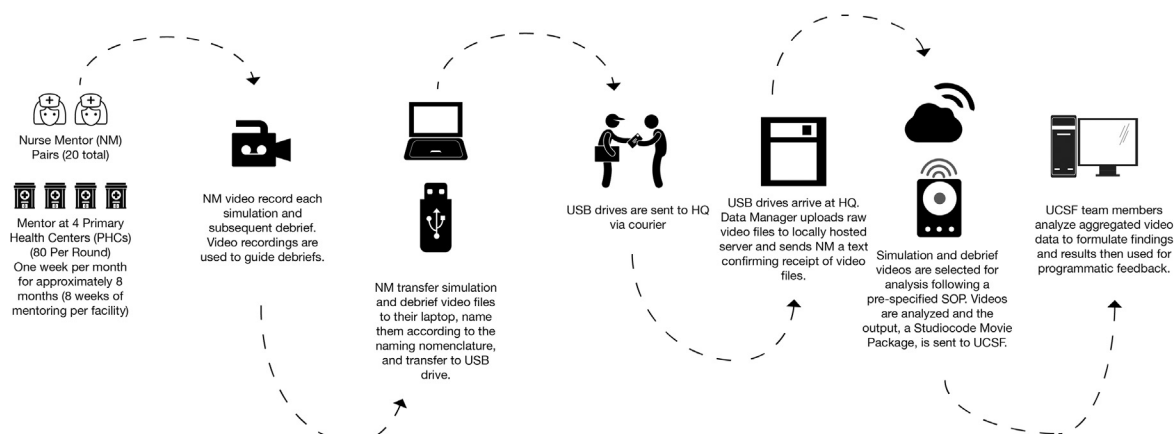 Nurse Mentor (NM)
Pairs (20 total)
Mentor at 4 Primary
Health Centers (PHCs)
(80 Per Round)
One week per month
for approximately 8
months (8 weeks of
mentoring per facility)
NM video record each
simulation and
subsequent debrief.
Video recordings are
used to guide debriefs.
NM transfer simulation
and debrief video files
to their laptop, name
them according to the
naming nomenclature,
and transfer to USB
drive.
USB drives are sent to HQ
via courier
USB drives arrive at HQ.
Data Manager uploads raw
video files to locally hosted
server and sends NM a text
confirming receipt of video
files.
Simulation and debrief
videos are selected for
analysis following a
pre-specified SOP. Videos
are analyzed and the
output, a Studiocode Movie
Package, is sent to UCSF.
UCSF team members
analyze aggregated video
data to formulate findings
and results then used for
programmatic feedback.